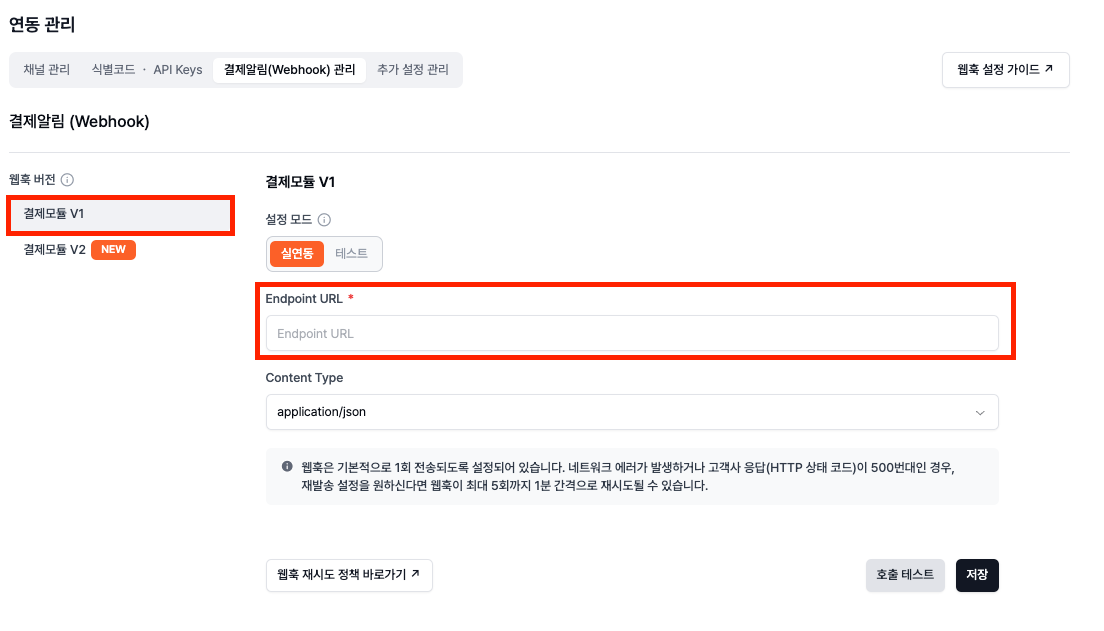 연동 관리
채널 관리 식별코드 · API Keys 결제알림(Webhook) 관리 추가 설정 관리 웹훅 설정 가이드 ↗
결제알림 (Webhook)
웹훅 버전
결제모듈 V1
결제모듈 V2 NEW
결제모듈 V1
설정 모드
실연동 테스트
Endpoint URL *
Endpoint URL
Content Type
application/json
웹훅은 기본적으로 1회 전송되도록 설정되어 있습니다. 네트워크 에러가 발생하거나 고객사 응답(HTTP 상태 코드)이 500번대인 경우,
재발송 설정을 원하신다면 웹훅이 최대 5회까지 1분 간격으로 재시도될 수 있습니다.
웹훅 재시도 정책 바로가기 ↗ 호출 테스트 저장